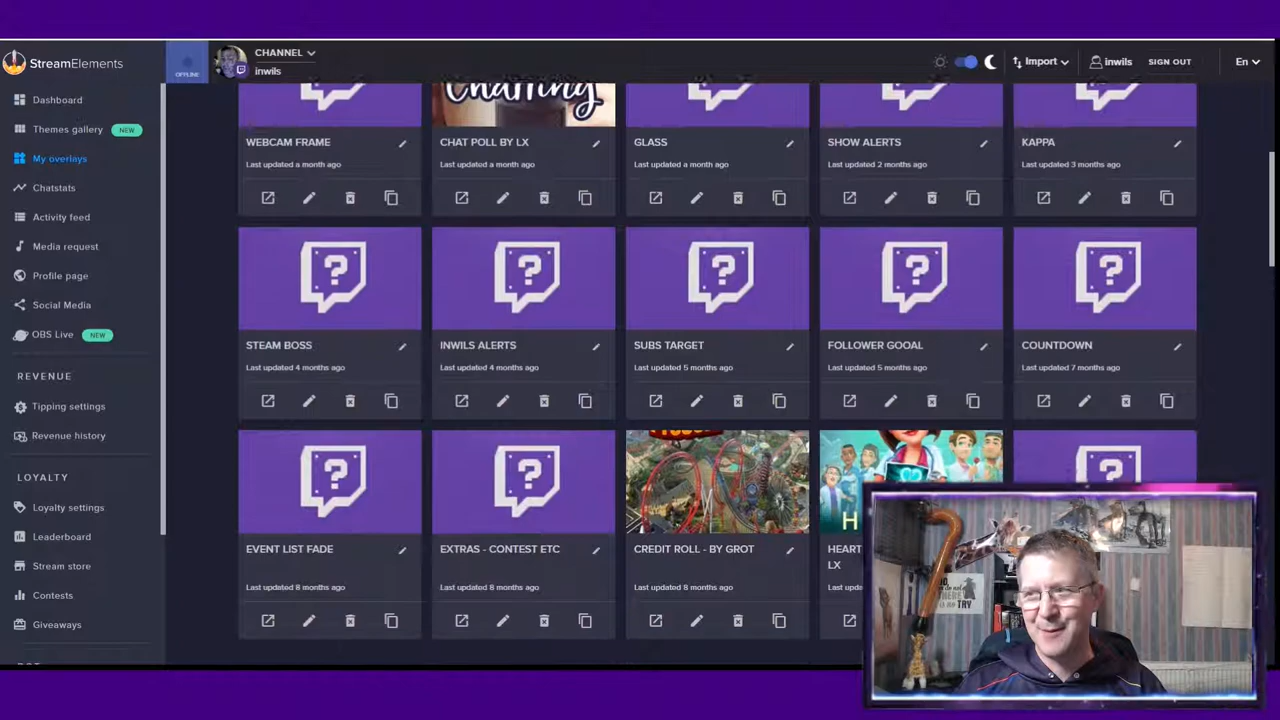 StreamElements
OFFLINE
CHANNEL
inwils
Import
inwils
SIGN OUT
En
Dashboard
Themes gallery NEW
My overlays
Chatstats
Activity feed
Media request
Profile page
Social Media
OBS Live NEW
REVENUE
Tipping settings
Revenue history
LOYALTY
Loyalty settings
Leaderboard
Stream store
Contests
Giveaways
Chatting
WEBCAM FRAME
Last updated a month ago
CHAT POLL BY LX
Last updated a month ago
GLASS
Last updated a month ago
SHOW ALERTS
Last updated 2 months ago
KAPPA
Last updated 3 months ago
STEAM BOSS
Last updated 4 months ago
INWILS ALERTS
Last updated 4 months ago
SUBS TARGET
Last updated 5 months ago
FOLLOWER GOOAL
Last updated 5 months ago
COUNTDOWN
Last updated 7 months ago
EVENT LIST FADE
Last updated 8 months ago
EXTRAS - CONTEST ETC
Last updated 8 months ago
CREDIT ROLL - BY GROT
Last updated 8 months ago
H
HEART
LX
Last upda
TRY